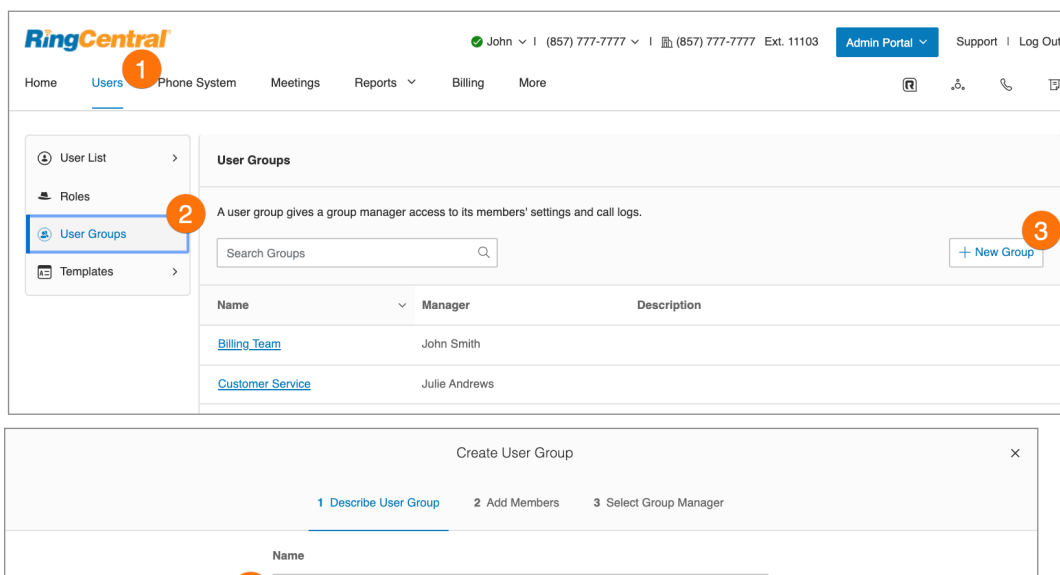 RingCentral
John | (857) 777-7777 | (857) 777-7777 Ext. 11103 Admin Portal Support | Log Out
1
Home Users Phone System Meetings Reports Billing More
User List
Roles
2
User Groups
Templates
User Groups
A user group gives a group manager access to its members' settings and call logs.
Search Groups
3
+ New Group
Name Manager Description
Billing Team John Smith
Customer Service Julie Andrews
Create User Group
1 Describe User Group 2 Add Members 3 Select Group Manager
Name